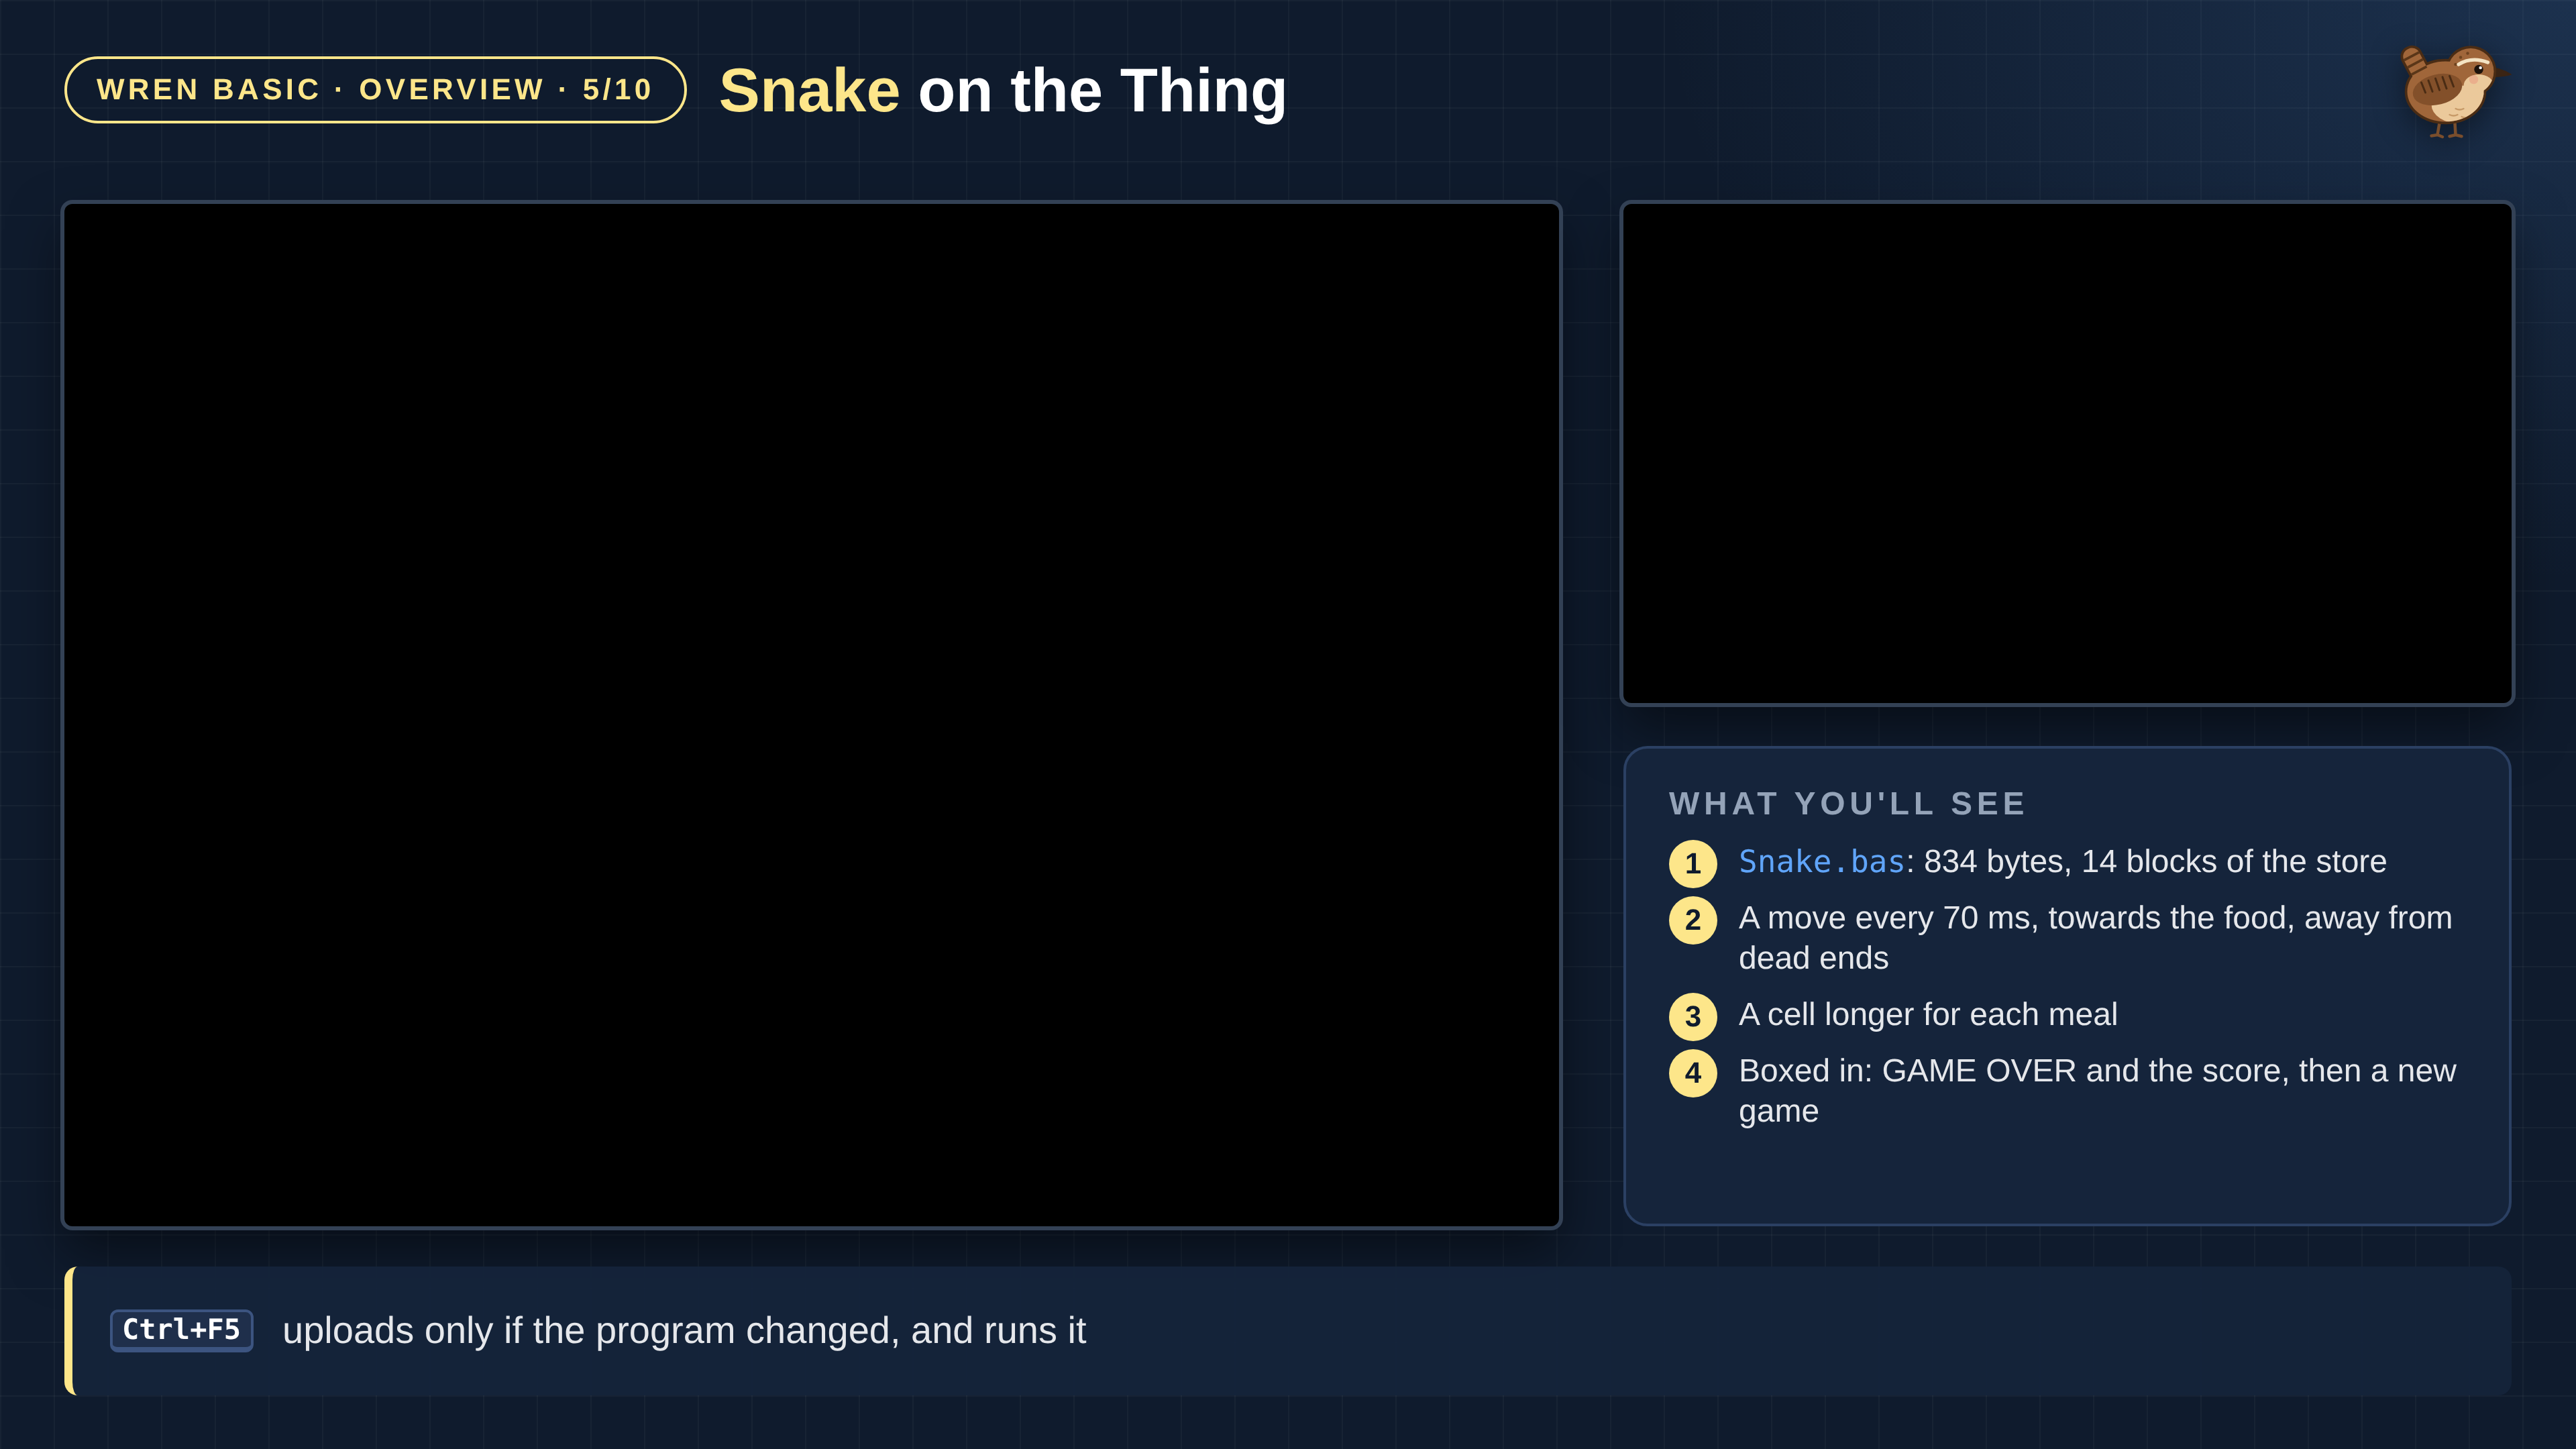 WREN BASIC · OVERVIEW · 5/10
Snake on the Thing
WHAT YOU'LL SEE
1 Snake.bas: 834 bytes, 14 blocks of the store
2 A move every 70 ms, towards the food, away from
dead ends
3 A cell longer for each meal
4 Boxed in: GAME OVER and the score, then a new
game
Ctrl+F5 uploads only if the program changed, and runs it